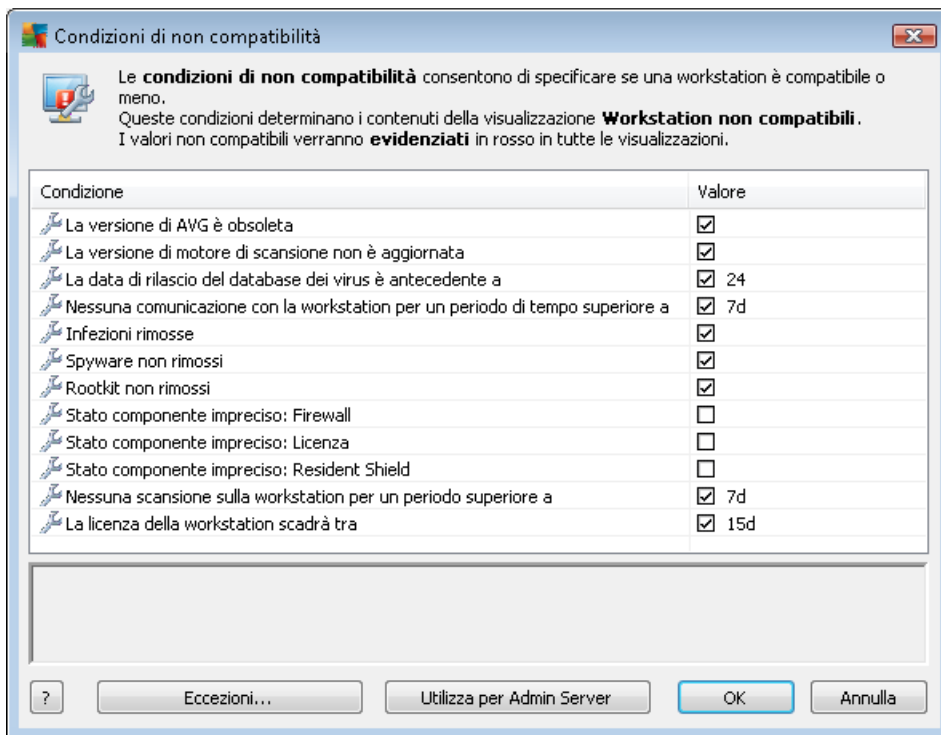 Condizioni di non compatibilità
Le condizioni di non compatibilità consentono di specificare se una workstation è compatibile o
meno.
Queste condizioni determinano i contenuti della visualizzazione Workstation non compatibili.
I valori non compatibili verranno evidenziati in rosso in tutte le visualizzazioni.
Condizione Valore
La versione di AVG è obsoleta
La versione di motore di scansione non è aggiornata
La data di rilascio del database dei virus è antecedente a 24
Nessuna comunicazione con la workstation per un periodo di tempo superiore a 7d
Infezioni rimosse
Spyware non rimossi
Rootkit non rimossi
Stato componente impreciso: Firewall
Stato componente impreciso: Licenza
Stato componente impreciso: Resident Shield
Nessuna scansione sulla workstation per un periodo superiore a 7d
La licenza della workstation scadrà tra 15d
? Eccezioni... Utilizza per Admin Server OK Annulla